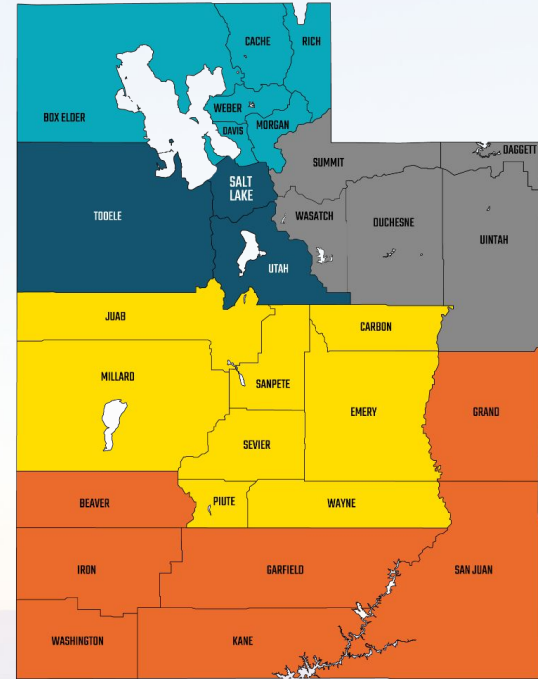 CACHE
RICH
BOX ELDER
WEBER
DAVIS
MORGAN
SUMMIT
DAGGETT
SALT
LAKE
TOOELE
WASATCH
DUCHESNE
UINTAH
UTAH
JUAB
CARBON
MILLARD
SANPETE
EMERY
GRAND
SEVIER
BEAVER
PIUTE
WAYNE
IRON
GARFIELD
SAN JUAN
WASHINGTON
KANE